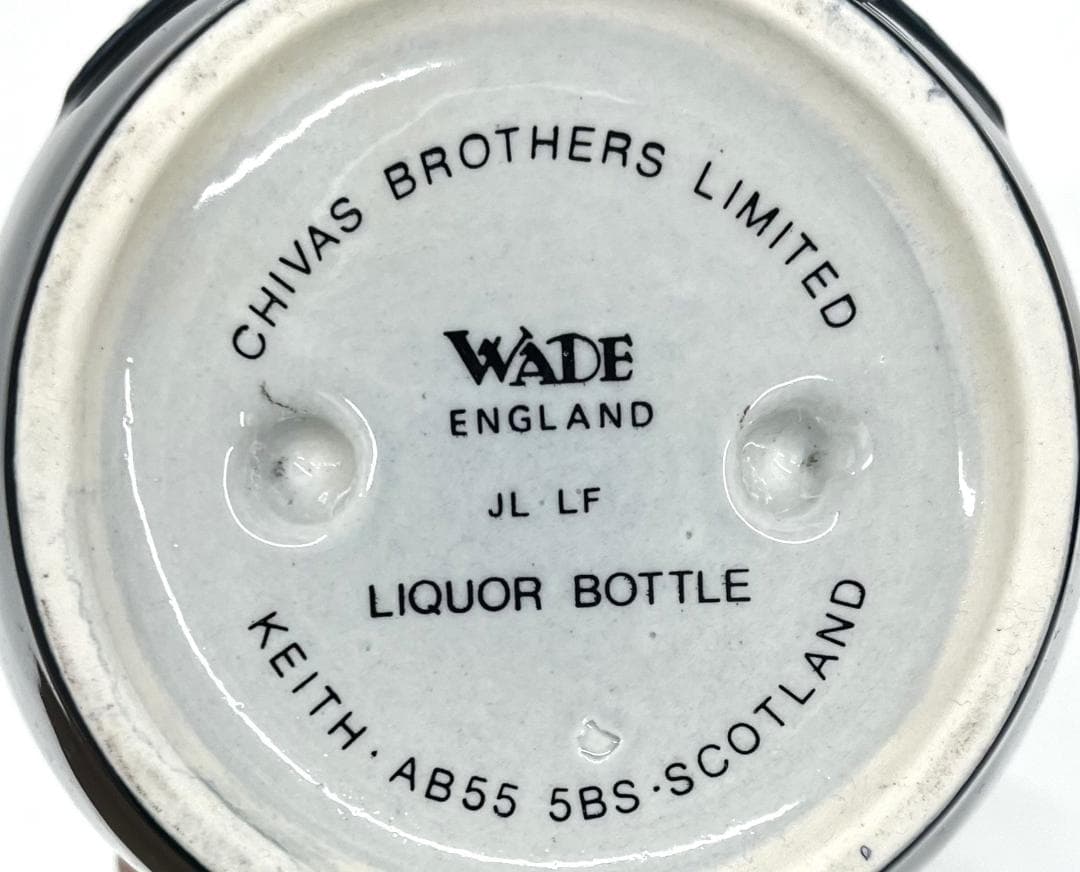 CHIVAS BROTHERS LIMITED
WADE
ENGLAND
JL LF
LIQUOR BOTTLE
KEITH · AB55 5BS · SCOTLAND